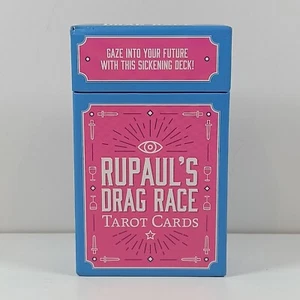 GAZE INTO YOUR FUTURE
WITH THIS SICKENING DECK!
RUPAUL'S
DRAG RACE
TAROT CARDS